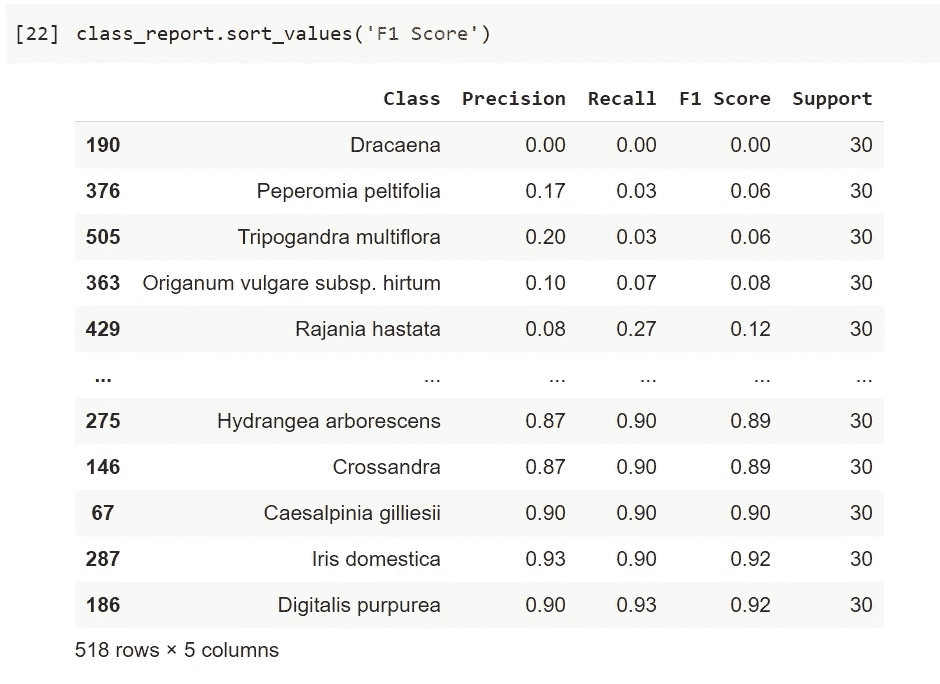 [22] class_report.sort_values('F1 Score')
Class Precision Recall F1 Score Support
190 Dracaena 0.00 0.00 0.00 30
376 Peperomia peltifolia 0.17 0.03 0.06 30
505 Tripogandra multiflora 0.20 0.03 0.06 30
363 Origanum vulgare subsp. hirtum 0.10 0.07 0.08 30
429 Rajania hastata 0.08 0.27 0.12 30
... ... ... ... ... ...
275 Hydrangea arborescens 0.87 0.90 0.89 30
146 Crossandra 0.87 0.90 0.89 30
67 Caesalpinia gilliesii 0.90 0.90 0.90 30
287 Iris domestica 0.93 0.90 0.92 30
186 Digitalis purpurea 0.90 0.93 0.92 30
518 rows × 5 columns